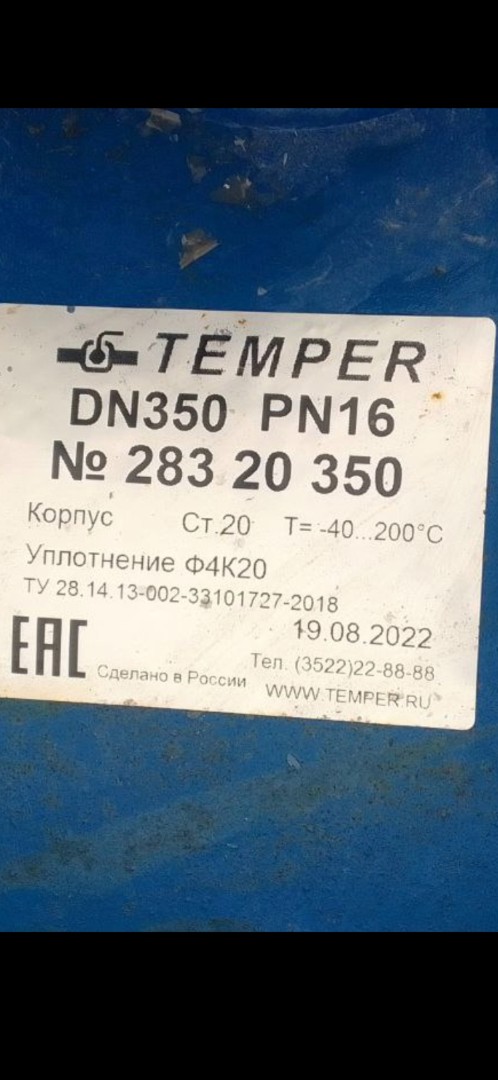 TEMPER
DN350 PN16
№ 283 20 350
Корпус Ст.20 Т= -40...200°С
Уплотнение Ф4К20
ТУ 28.14.13-002-33101727-2018
19.08.2022
ЕАС Сделано в России Тел. (3522)22-88-88
WWW.TEMPER.RU